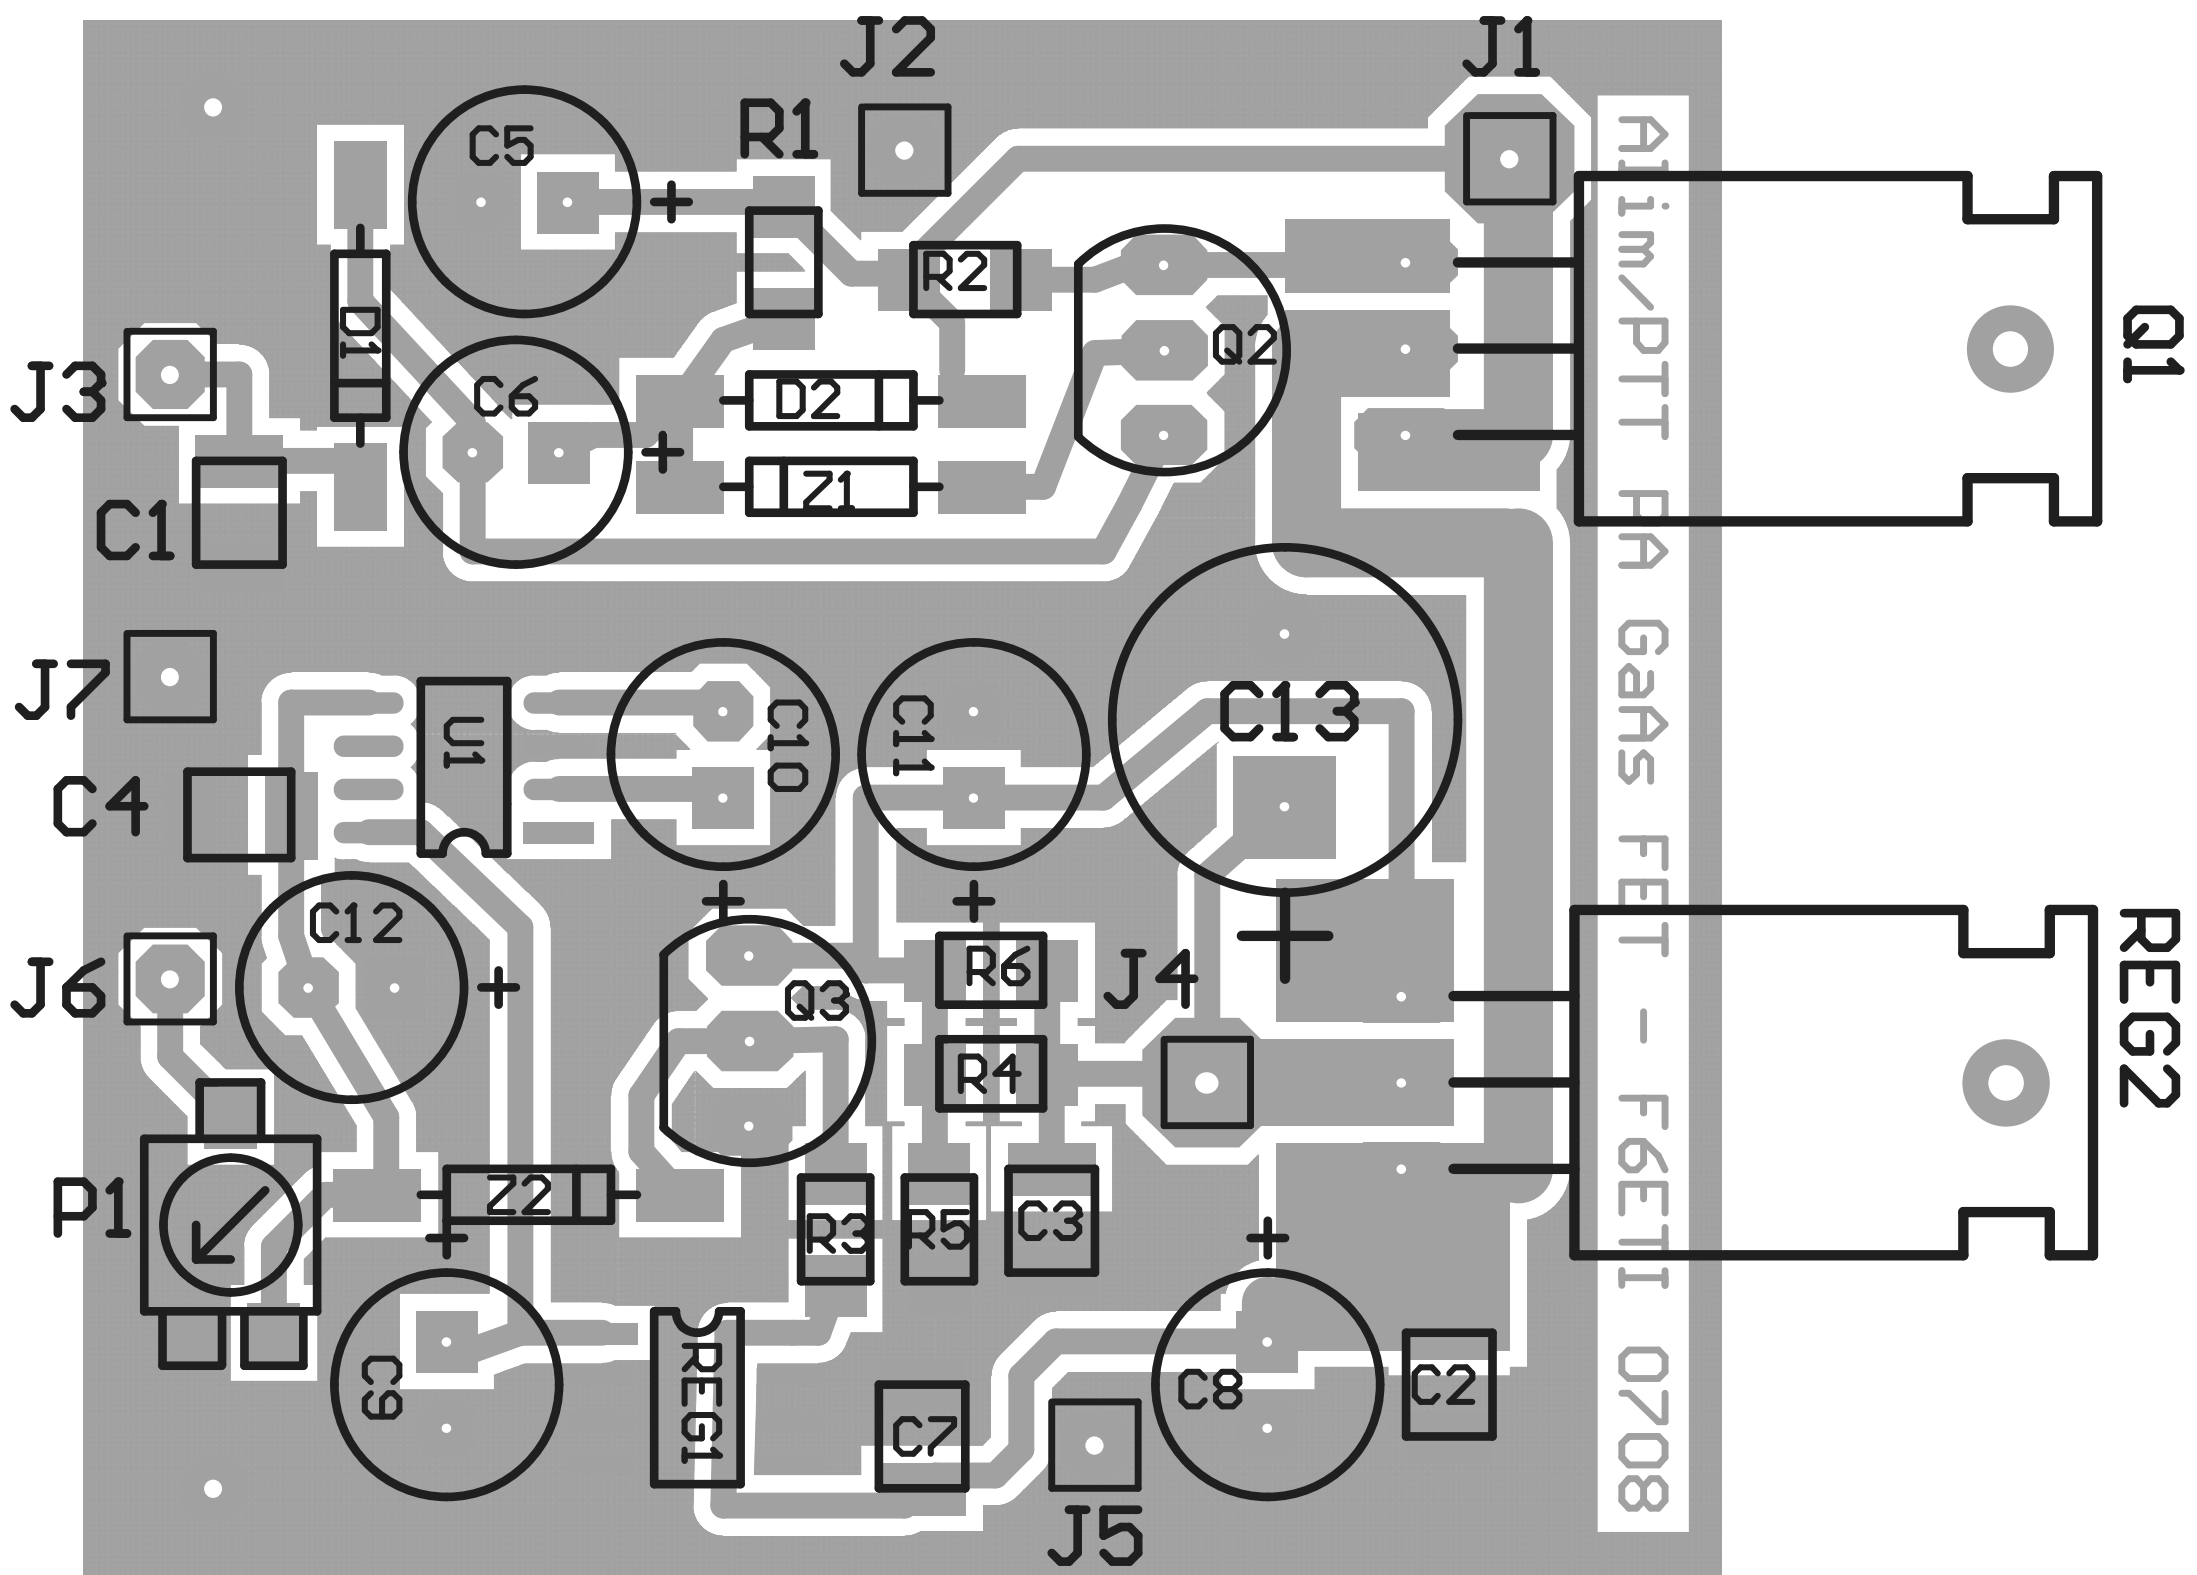 J2
J1
C5
R1
Alim/PTT PA GaAs FET - F6ETI 0708
R2
Q1
D1
Q2
J3
C6
D2
C1
Z1
J7
U1
C10
C11
C13
C4
C12
REG2
R6
J4
J6
Q3
R4
P1
Z2
R3
R5
C3
C9
REG1
C8
C2
C7
J5